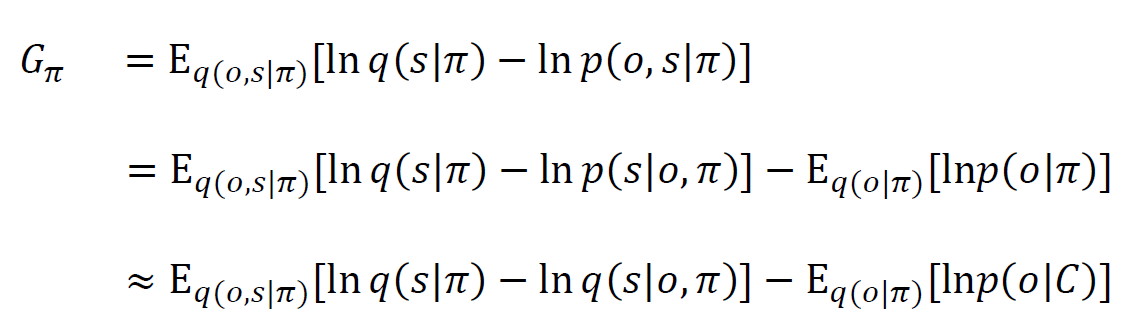 G_π = E_{q(o,s|π)}[ln q(s|π) − ln p(o, s|π)]
= E_{q(o,s|π)}[ln q(s|π) − ln p(s|o, π)] − E_{q(o|π)}[lnp(o|π)]
≈ E_{q(o,s|π)}[ln q(s|π) − ln q(s|o, π)] − E_{q(o|π)}[lnp(o|C)]